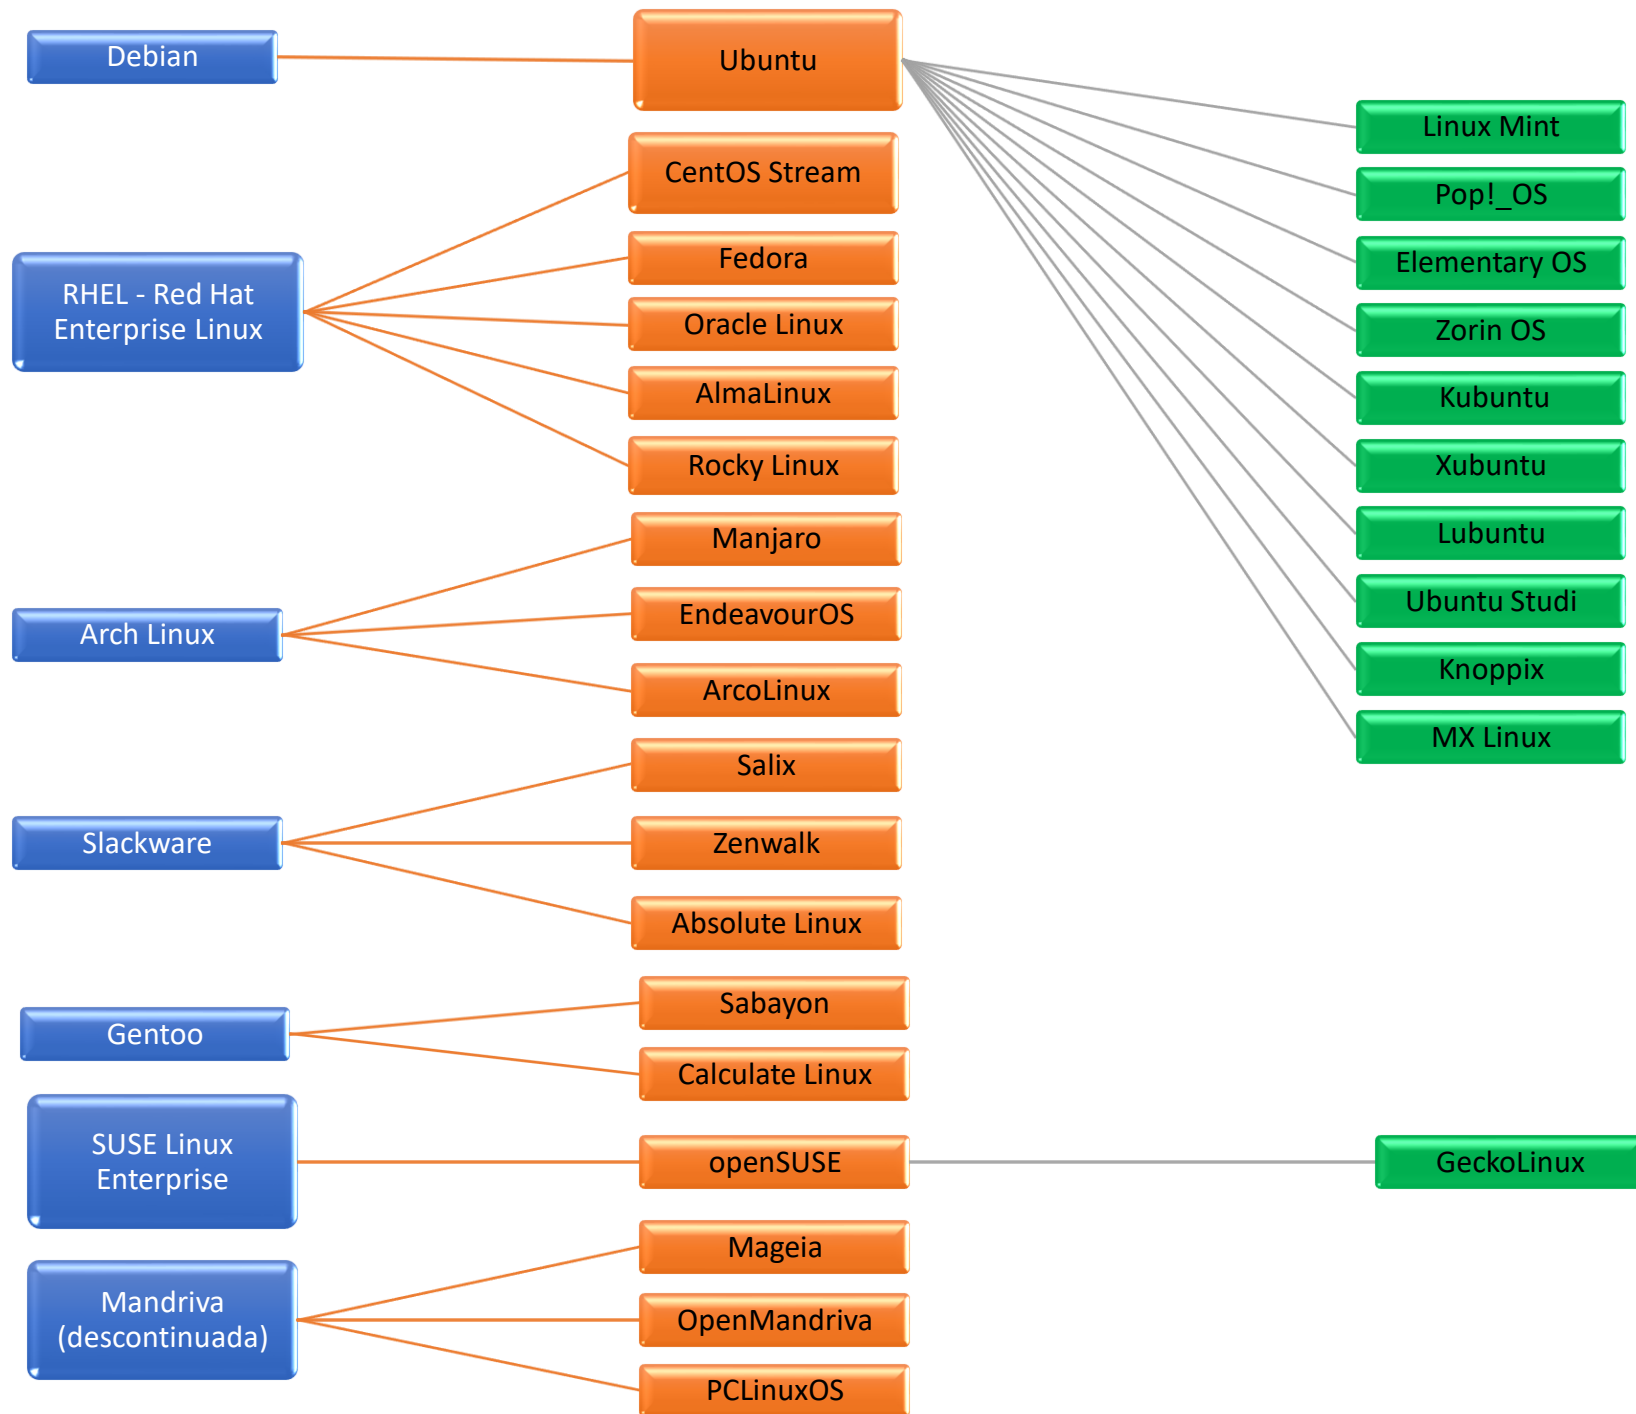 Debian
Ubuntu
Linux Mint
Pop!_OS
Elementary OS
Zorin OS
Kubuntu
Xubuntu
Lubuntu
Ubuntu Studi
Knoppix
MX Linux
RHEL - Red Hat
Enterprise Linux
CentOS Stream
Fedora
Oracle Linux
AlmaLinux
Rocky Linux
Arch Linux
Manjaro
EndeavourOS
ArcoLinux
Slackware
Salix
Zenwalk
Absolute Linux
Gentoo
Sabayon
Calculate Linux
SUSE Linux
Enterprise
openSUSE
GeckoLinux
Mandriva
(descontinuada)
Mageia
OpenMandriva
PCLinuxOS